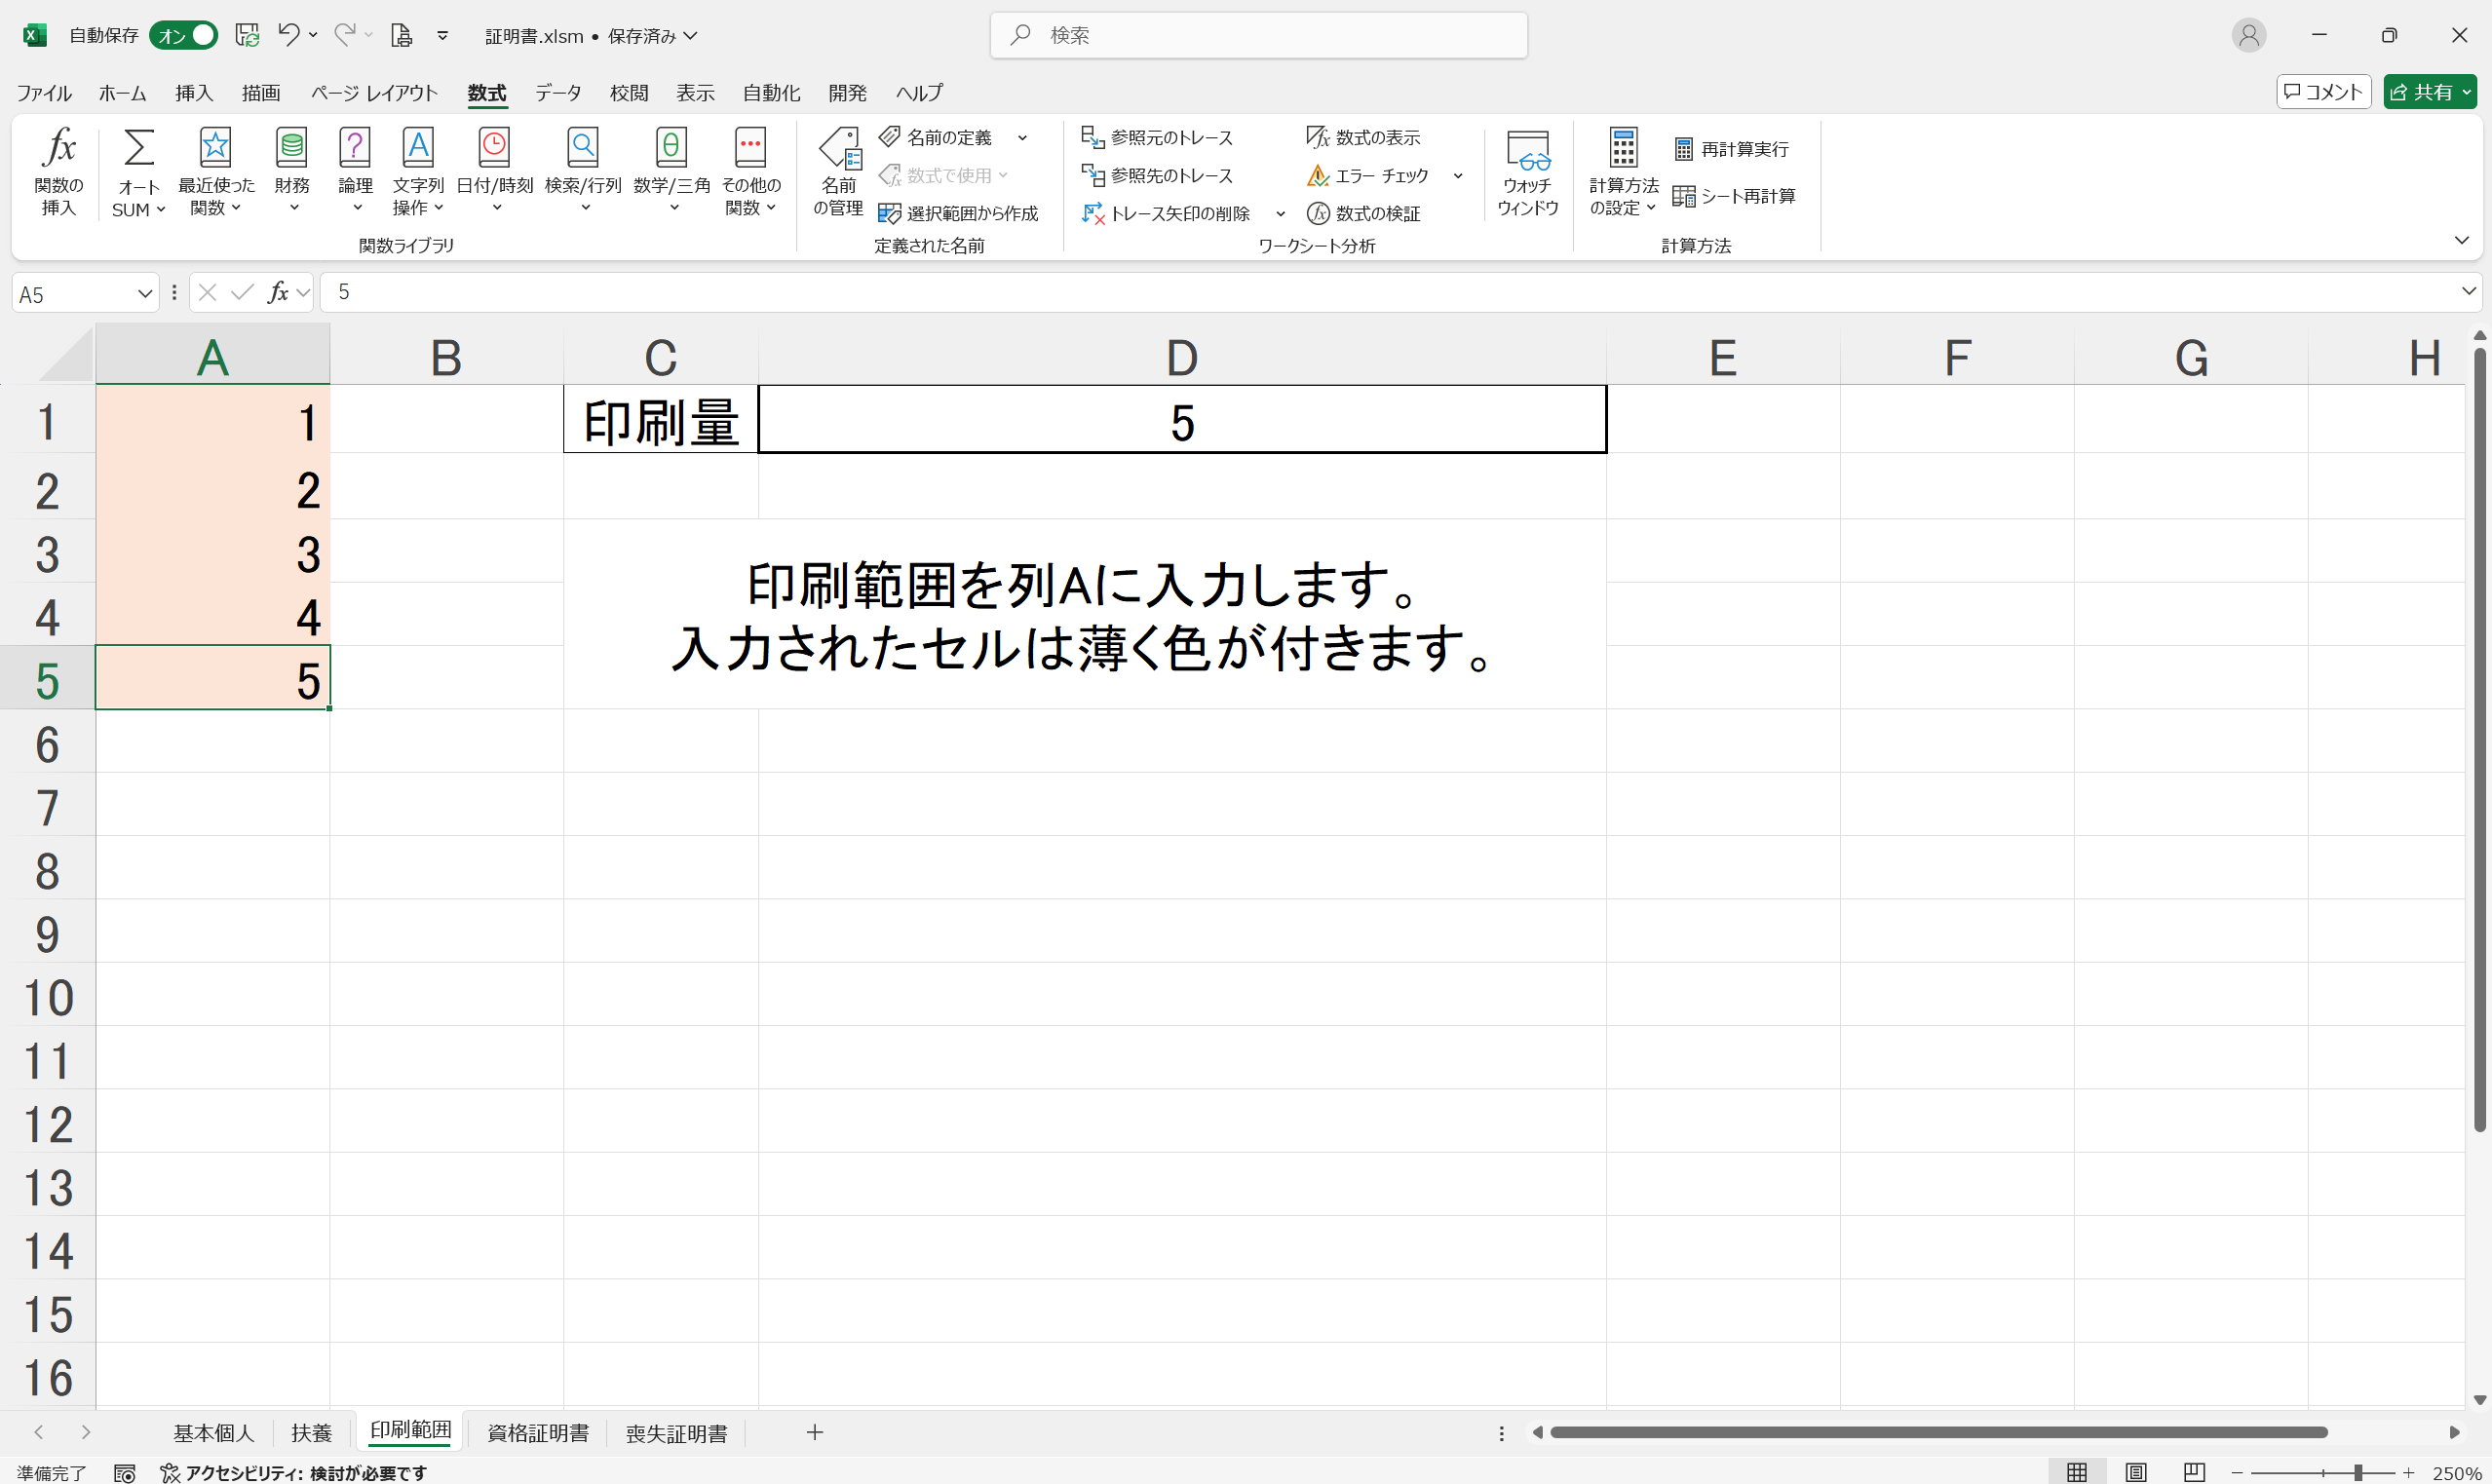 自動保存 オン 証明書.xlsm • 保存済み 検索
ファイル ホーム 挿入 描画 ページ レイアウト 数式 データ 校閲 表示 自動化 開発 ヘルプ コメント 共有
関数の
挿入
オート
SUM
最近使った
関数
財務
論理
文字列
操作
日付/時刻
検索/行列
数学/三角
その他の
関数
関数ライブラリ
名前
の管理
名前の定義
数式で使用
選択範囲から作成
定義された名前
参照元のトレース
参照先のトレース
トレース矢印の削除
数式の表示
エラー チェック
数式の検証
ウォッチ
ウィンドウ
ワークシート分析
計算方法
の設定
再計算実行
シート再計算
計算方法
A5 fx 5
A B C D E F G H
1 1 印刷量 5
2 2
3 3
4 4
5 5
印刷範囲を列Aに入力します。
入力されたセルは薄く色が付きます。
6
7
8
9
10
11
12
13
14
15
16
基本個人 扶養 印刷範囲 資格証明書 喪失証明書
準備完了 アクセシビリティ: 検討が必要です 250%